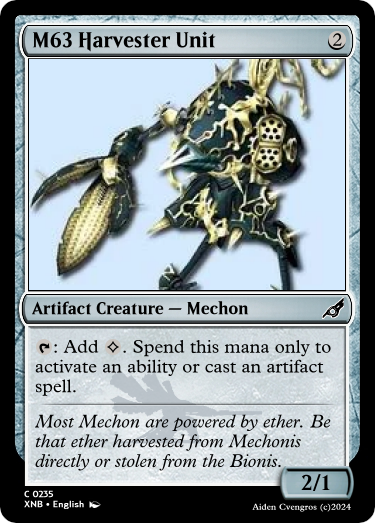 M63 Harvester Unit
2
Artifact Creature — Mechon
: Add . Spend this mana only to
activate an ability or cast an artifact
spell.
Most Mechon are powered by ether. Be
that ether harvested from Mechonis
directly or stolen from the Bionis.
2/1
C 0235
XNB • English
Aiden Cvengros (c)2024